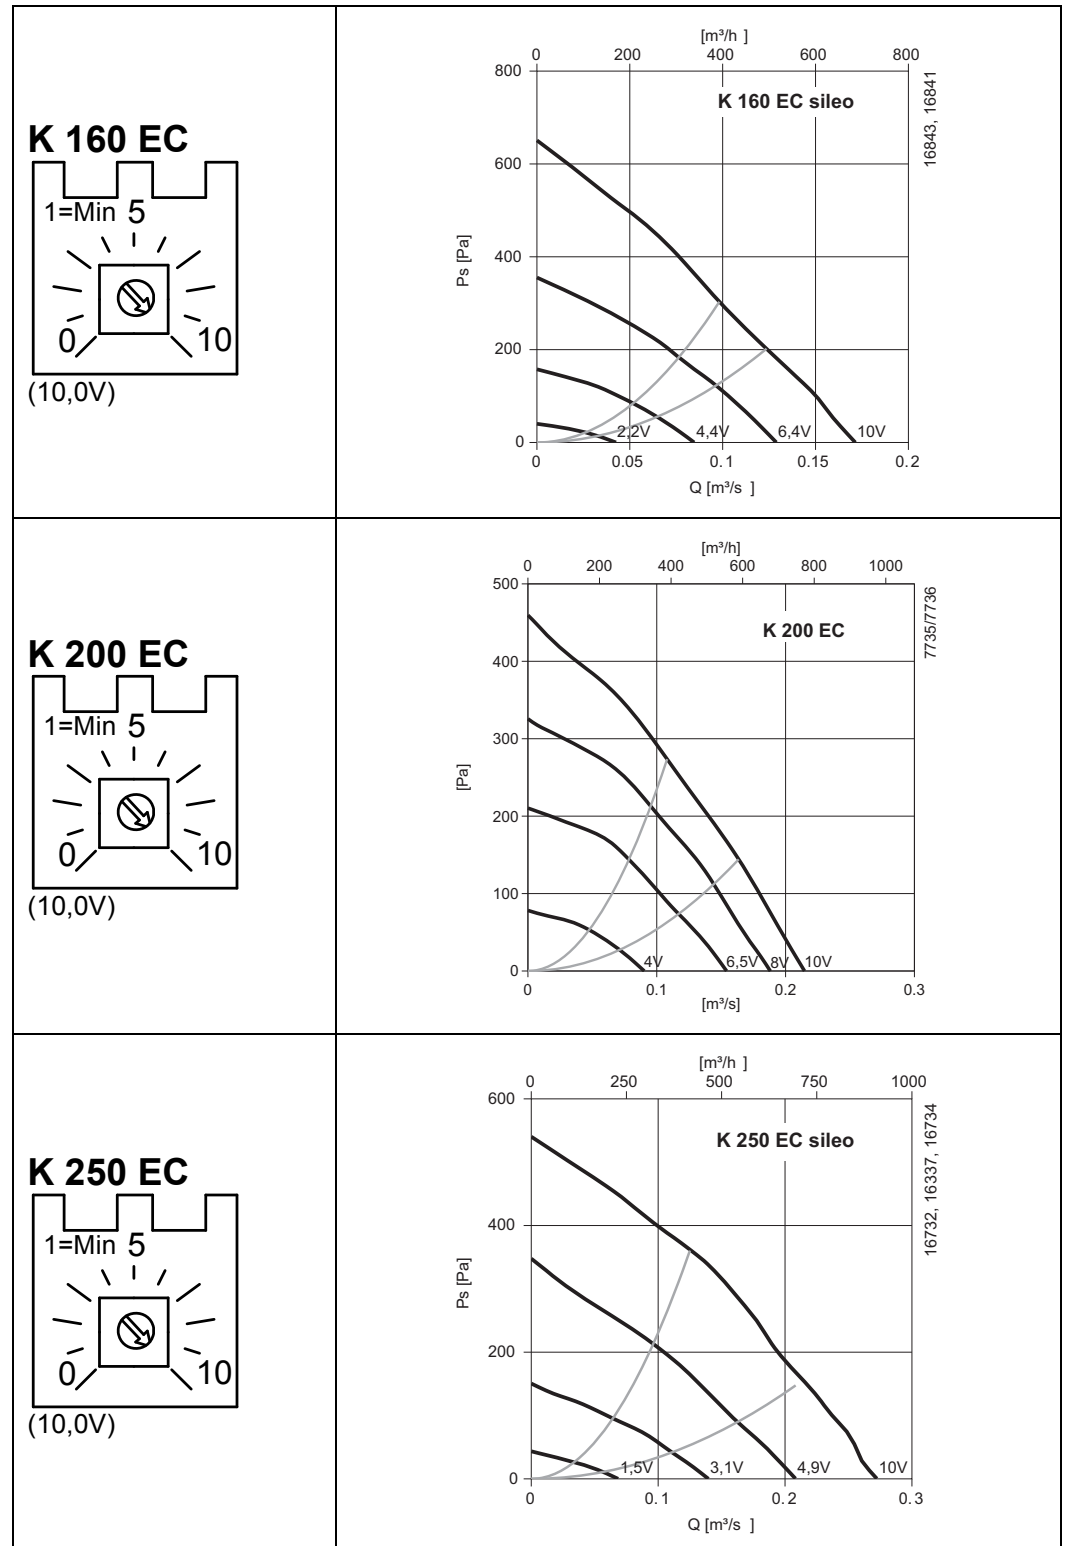 K 160 EC
1=Min 5
0 10
(10,0V)
[m³/h ]
0 200 400 600 800
800
K 160 EC sileo
16843, 16841
600
Ps [Pa]
400
200
0
2,2V 4,4V 6,4V 10V
0 0.05 0.1 0.15 0.2
Q [m³/s ]
K 200 EC
1=Min 5
0 10
(10,0V)
[m³/h]
0 200 400 600 800 1000
500
K 200 EC
7735/7736
400
300
[Pa]
200
100
0
4V 6,5V 8V 10V
0 0.1 0.2 0.3
[m³/s]
K 250 EC
1=Min 5
0 10
(10,0V)
[m³/h ]
0 250 500 750 1000
600
K 250 EC sileo
16732, 16337, 16734
400
Ps [Pa]
200
0
1,5V 3,1V 4,9V 10V
0 0.1 0.2 0.3
Q [m³/s ]